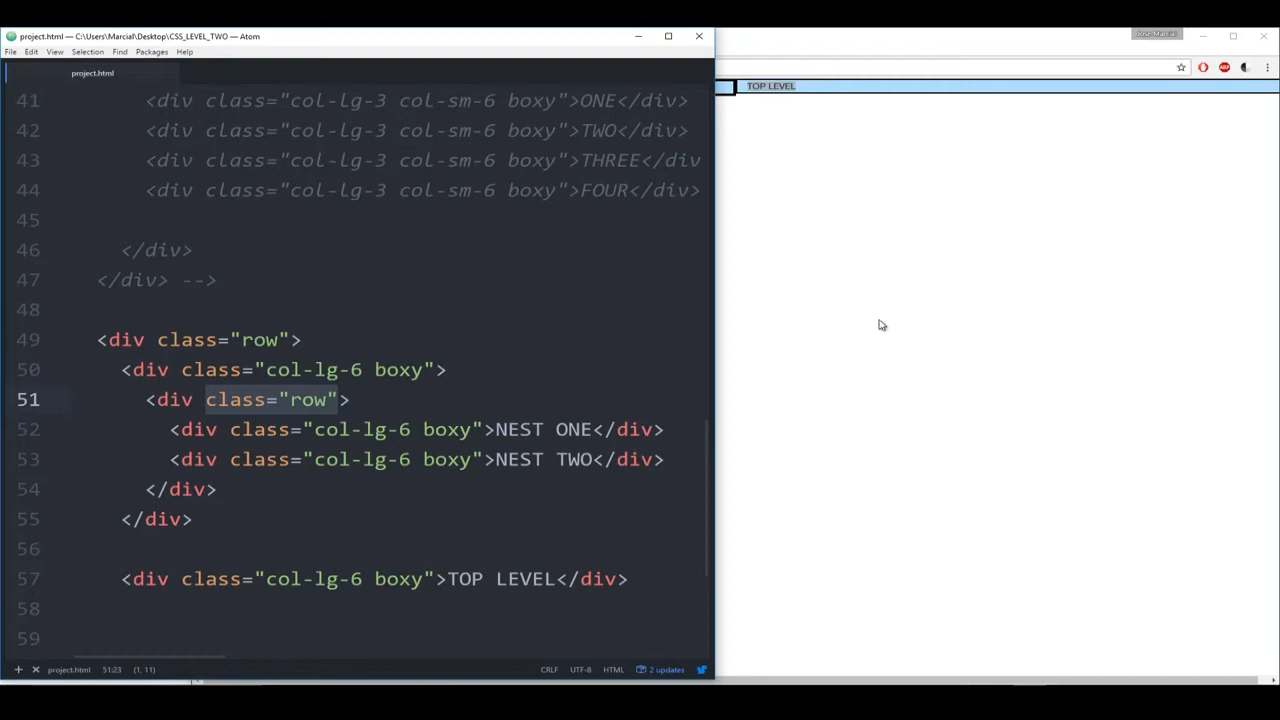 project.html — C:\Users\Marcial\Desktop\CSS_LEVEL_TWO — Atom
Jose Marcial
File Edit View Selection Find Packages Help
project.html
ABP
TOP LEVEL
41 <div class="col-lg-3 col-sm-6 boxy">ONE</div>
42 <div class="col-lg-3 col-sm-6 boxy">TWO</div>
43 <div class="col-lg-3 col-sm-6 boxy">THREE</div
44 <div class="col-lg-3 col-sm-6 boxy">FOUR</div>
45
46 </div>
47 </div> -->
48
49 <div class="row">
50 <div class="col-lg-6 boxy">
51 <div class="row">
52 <div class="col-lg-6 boxy">NEST ONE</div>
53 <div class="col-lg-6 boxy">NEST TWO</div>
54 </div>
55 </div>
56
57 <div class="col-lg-6 boxy">TOP LEVEL</div>
58
59
project.html 51:23 (1, 11) CRLF UTF-8 HTML 2 updates